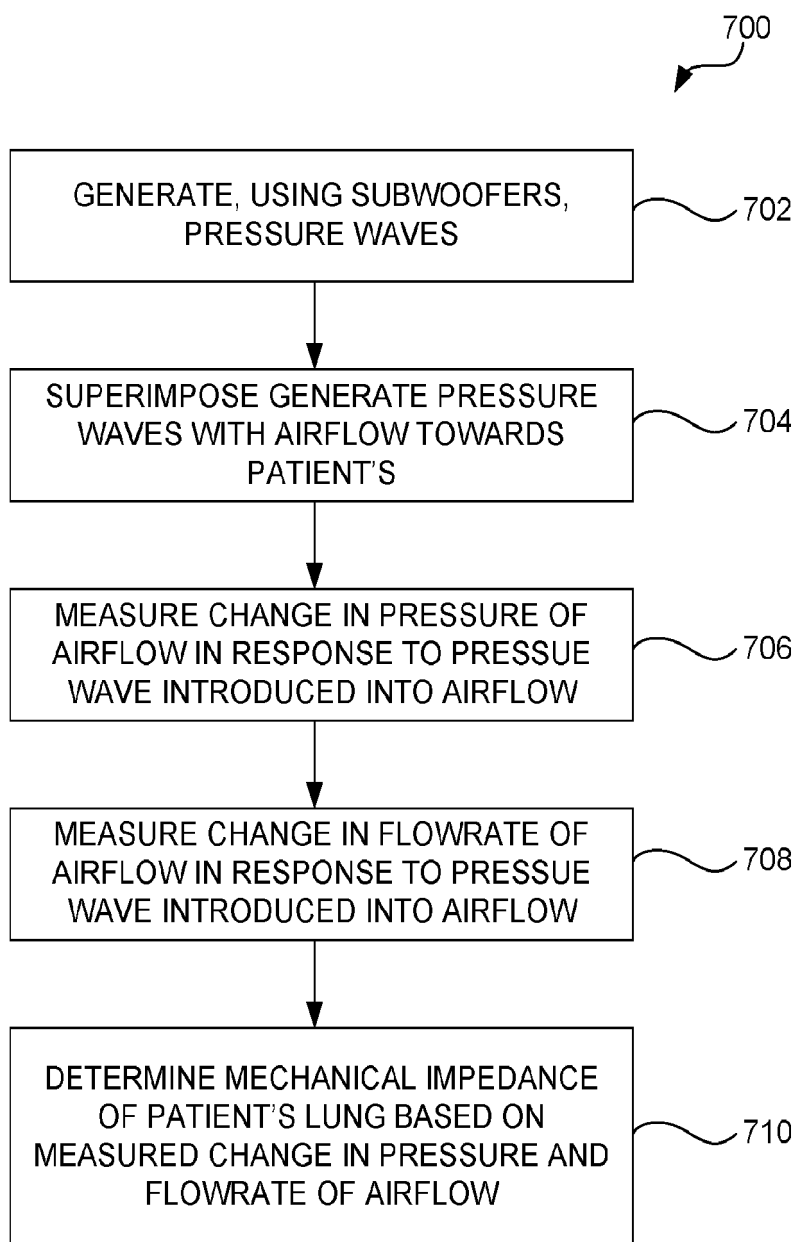 700
GENERATE, USING SUBWOOFERS,
PRESSURE WAVES
702
SUPERIMPOSE GENERATE PRESSURE
WAVES WITH AIRFLOW TOWARDS
PATIENT'S
704
MEASURE CHANGE IN PRESSURE OF
AIRFLOW IN RESPONSE TO PRESSUE
WAVE INTRODUCED INTO AIRFLOW
706
MEASURE CHANGE IN FLOWRATE OF
AIRFLOW IN RESPONSE TO PRESSUE
WAVE INTRODUCED INTO AIRFLOW
708
DETERMINE MECHANICAL IMPEDANCE
OF PATIENT'S LUNG BASED ON
MEASURED CHANGE IN PRESSURE AND
FLOWRATE OF AIRFLOW
710